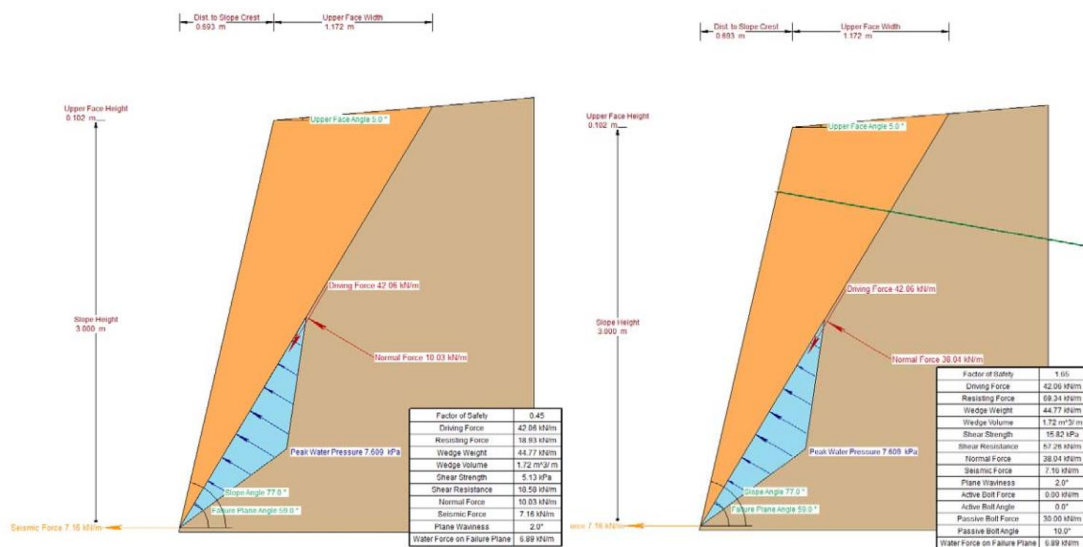 Dist. to Slope Crest
0.693 m
Upper Face Width
1.172 m
Upper Face Height
0.102 m
Upper Face Angle 5.0 °
Slope Height
3.000 m
Driving Force 42.06 kN/m
Normal Force 10.03 kN/m
Peak Water Pressure 7.609 kPa
Slope Angle 77.0 °
Failure Plane Angle 59.0 °
Seismic Force 7.16 kN/m
Factor of Safety 0.45
Driving Force 42.06 kN/m
Resisting Force 18.93 kN/m
Wedge Weight 44.77 kN/m
Wedge Volume 1.72 m^3/ m
Shear Strength 5.13 kPa
Shear Resistance 18.58 kN/m
Normal Force 10.03 kN/m
Seismic Force 7.16 kN/m
Plane Waviness 2.0°
Water Force on Failure Plane 6.89 kN/m
Dist. to Slope Crest
0.693 m
Upper Face Width
1.172 m
Upper Face Height
0.102 m
Upper Face Angle 5.0 °
Slope Height
3.000 m
Driving Force 42.06 kN/m
Normal Force 38.04 kN/m
Peak Water Pressure 7.609 kPa
Slope Angle 77.0 °
Failure Plane Angle 59.0 °
7.16 kN/m
Factor of Safety
Driving Force 42.06 kN/m
Resisting Force
Wedge Weight 44.77 kN/m
Wedge Volume 1.72 m^3/ m
Shear Strength 15.82 kPa
Shear Resistance 57.26 kN/m
Normal Force 38.04 kN/m
Seismic Force 7.16 kN/m
Plane Waviness 2.0°
Active Bolt Force 0.00 kN/m
Active Bolt Angle 0.0°
Passive Bolt Force 30.00 kN/m
Passive Bolt Angle 10.0°
Water Force on Failure Plane 6.89 kN/m